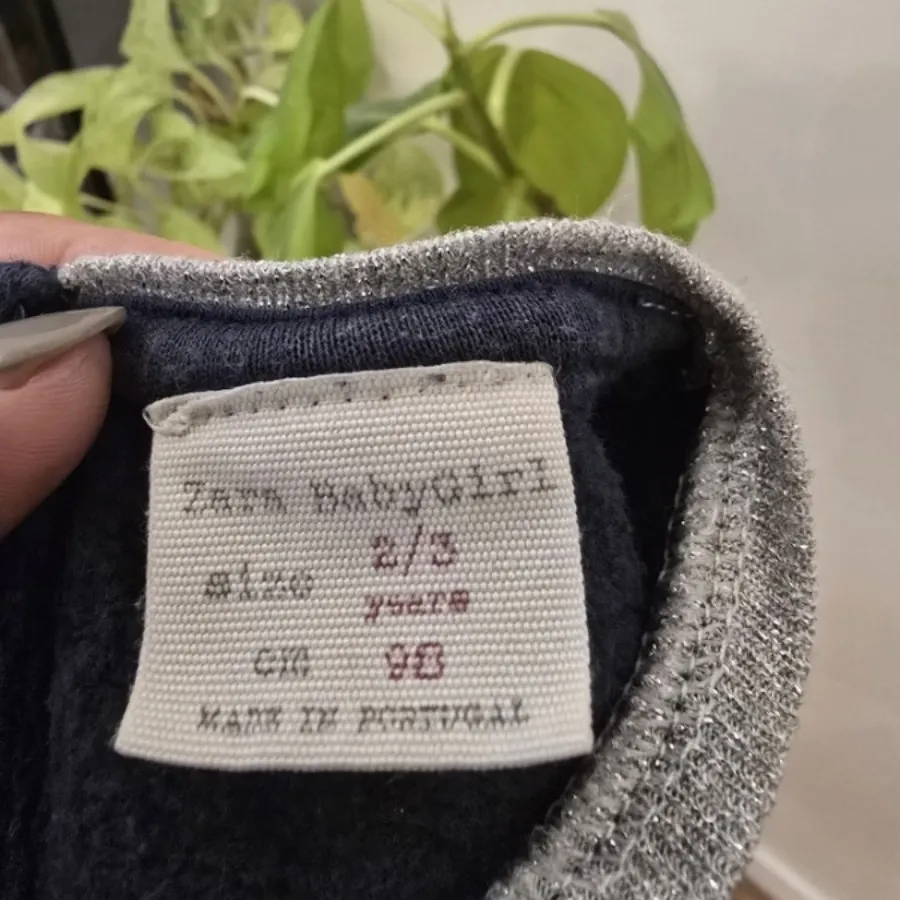 Zara BabyGirl
size 2/3
years
cm 98
MADE IN PORTUGAL